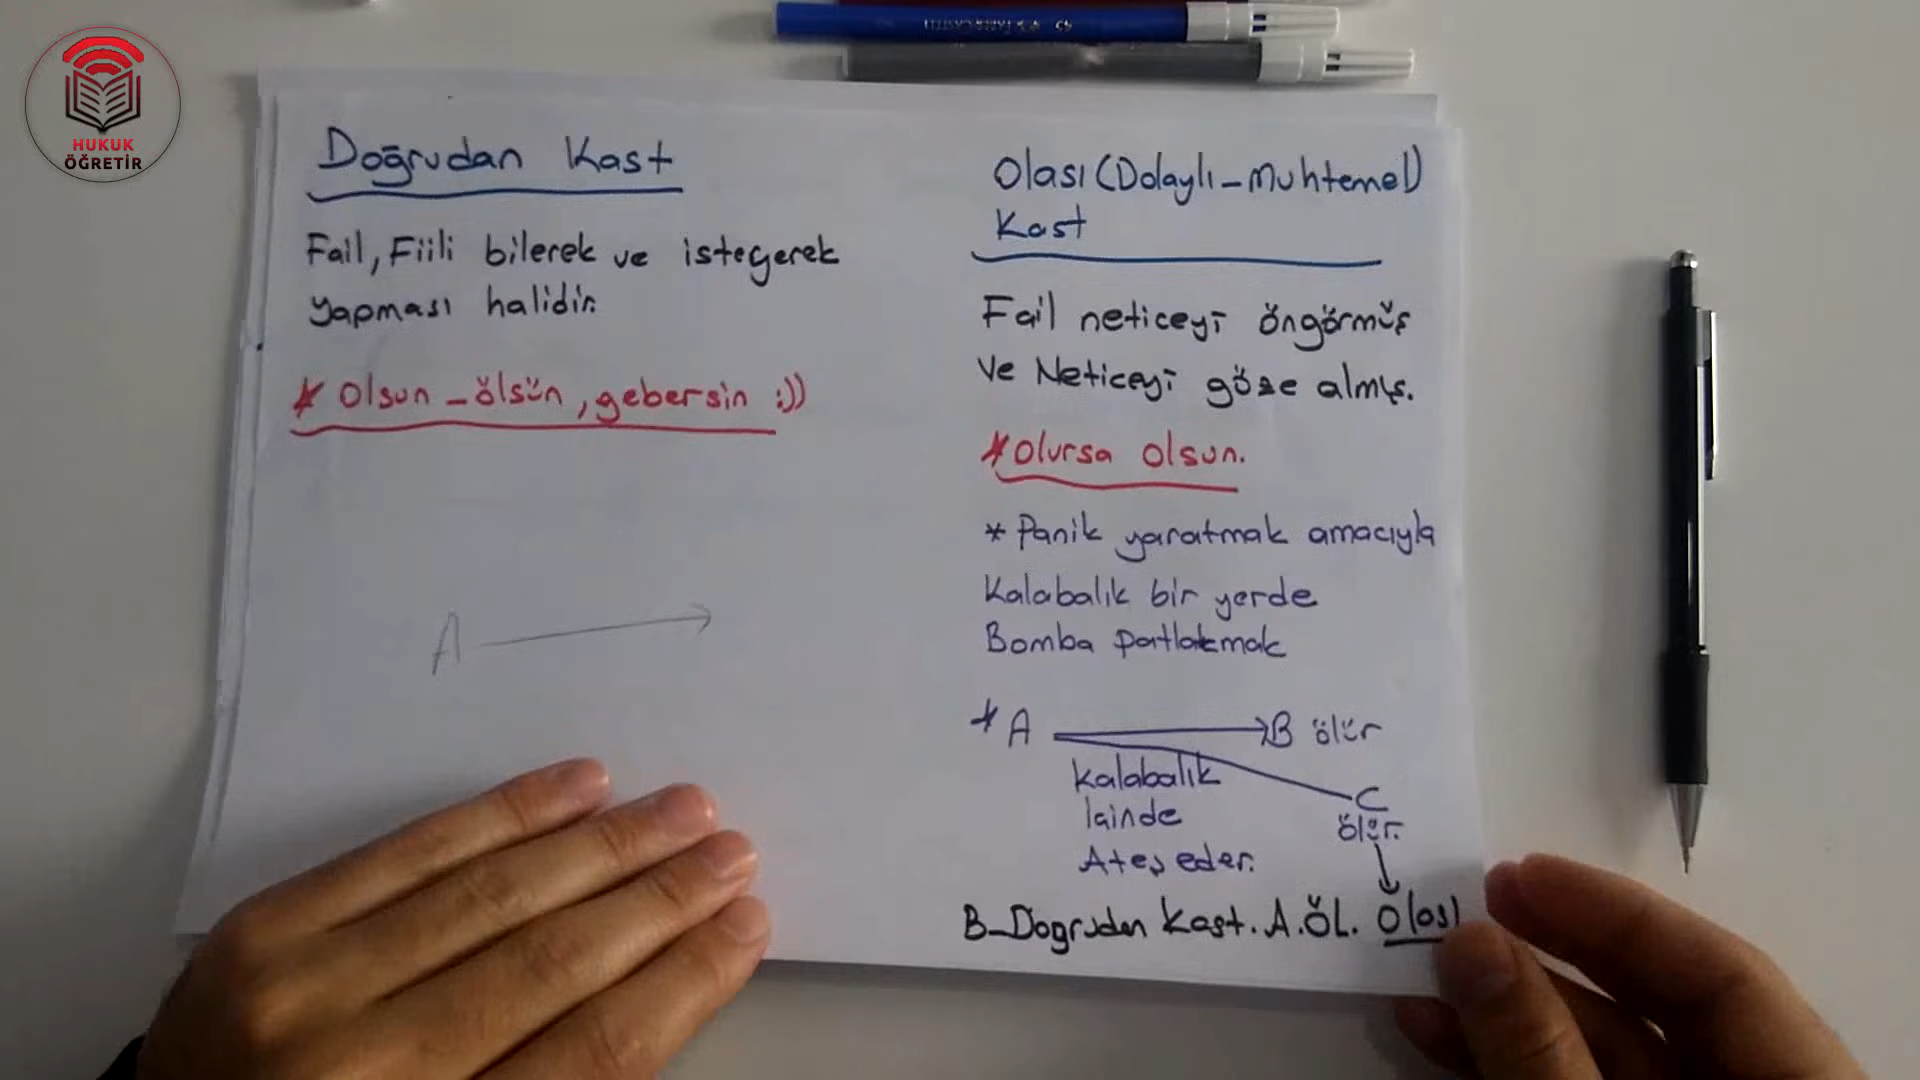 HUKUK
ÖĞRETİR
Doğrudan Kast
Fail, Fiili bilerek ve isteyerek
yapması halidir.
* Olsun - ölsün, gebersin :))
A
Olası (Dolaylı - Muhtemel)
Kast
Fail neticeyi öngörmüş
ve Neticeyi göze almış.
* Olursa Olsun.
* Panik yaratmak amacıyla
Kalabalık bir yerde
Bomba patlatmak
* A B ölür
Kalabalık
İçinde
Ateş eder.
C
ölür.
B - Doğrudan Kast. A. ÖL. Olası